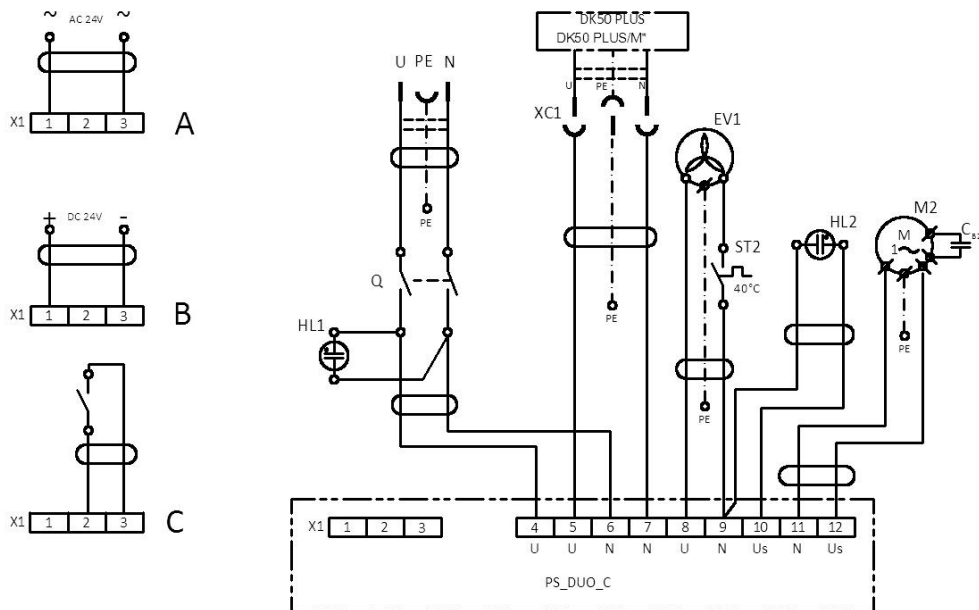 ~ AC 24V ~
X1 1 2 3 A
+ DC 24V -
X1 1 2 3 B
X1 1 2 3 C
DK50 PLUS
DK50 PLUS/M"
U PE N
U PE N
XC1
EV1
PE
Q
HL1
PE
ST2
40°C
PE
HL2
M2
M
1~
PE
X1 1 2 3 4 5 6 7 8 9 10 11 12
U U N N U N Us N Us
PS_DUO_C